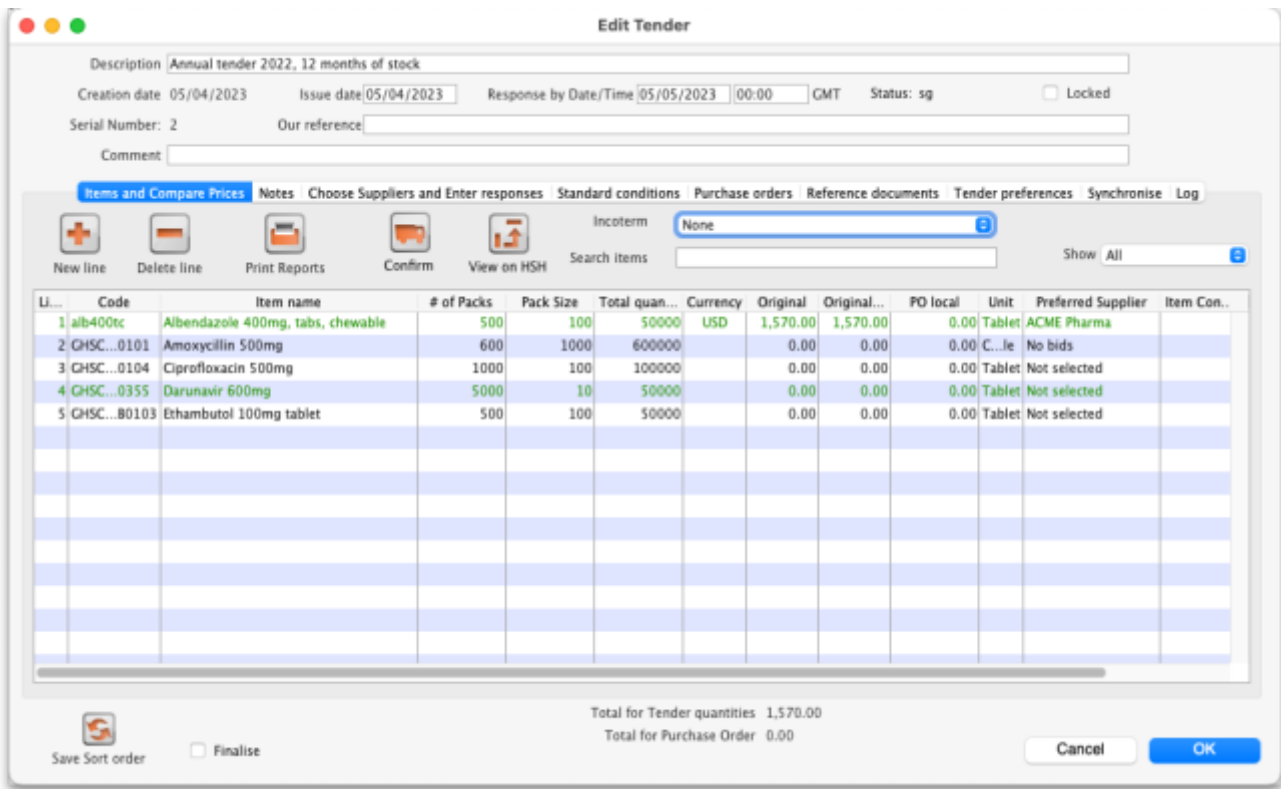 Edit Tender
Description Annual tender 2022, 12 months of stock
Creation date 05/04/2023 Issue date 05/04/2023 Response by Date/Time 05/05/2023 00:00 GMT Status: sg Locked
Serial Number: 2 Our reference
Comment
Items and Compare Prices Notes Choose Suppliers and Enter responses Standard conditions Purchase orders Reference documents Tender preferences Synchronise Log
New line Delete line Print Reports Confirm View on HSH
Incoterm None
Search items Show All
Li... Code Item name # of Packs Pack Size Total quan... Currency Original Original... PO local Unit Preferred Supplier Item Con..
1 alb400tc Albendazole 400mg, tabs, chewable 500 100 50000 USD 1,570.00 1,570.00 0.00 Tablet ACME Pharma
2 GHSC...0101 Amoxycillin 500mg 600 1000 600000 0.00 0.00 0.00 C...le No bids
3 GHSC...0104 Ciprofloxacin 500mg 1000 100 100000 0.00 0.00 0.00 Tablet Not selected
4 GHSC...0355 Darunavir 600mg 5000 10 50000 0.00 0.00 0.00 Tablet Not selected
5 GHSC...80103 Ethambutol 100mg tablet 500 100 50000 0.00 0.00 0.00 Tablet Not selected
Total for Tender quantities 1,570.00
Total for Purchase Order 0.00
Save Sort order Finalise Cancel OK